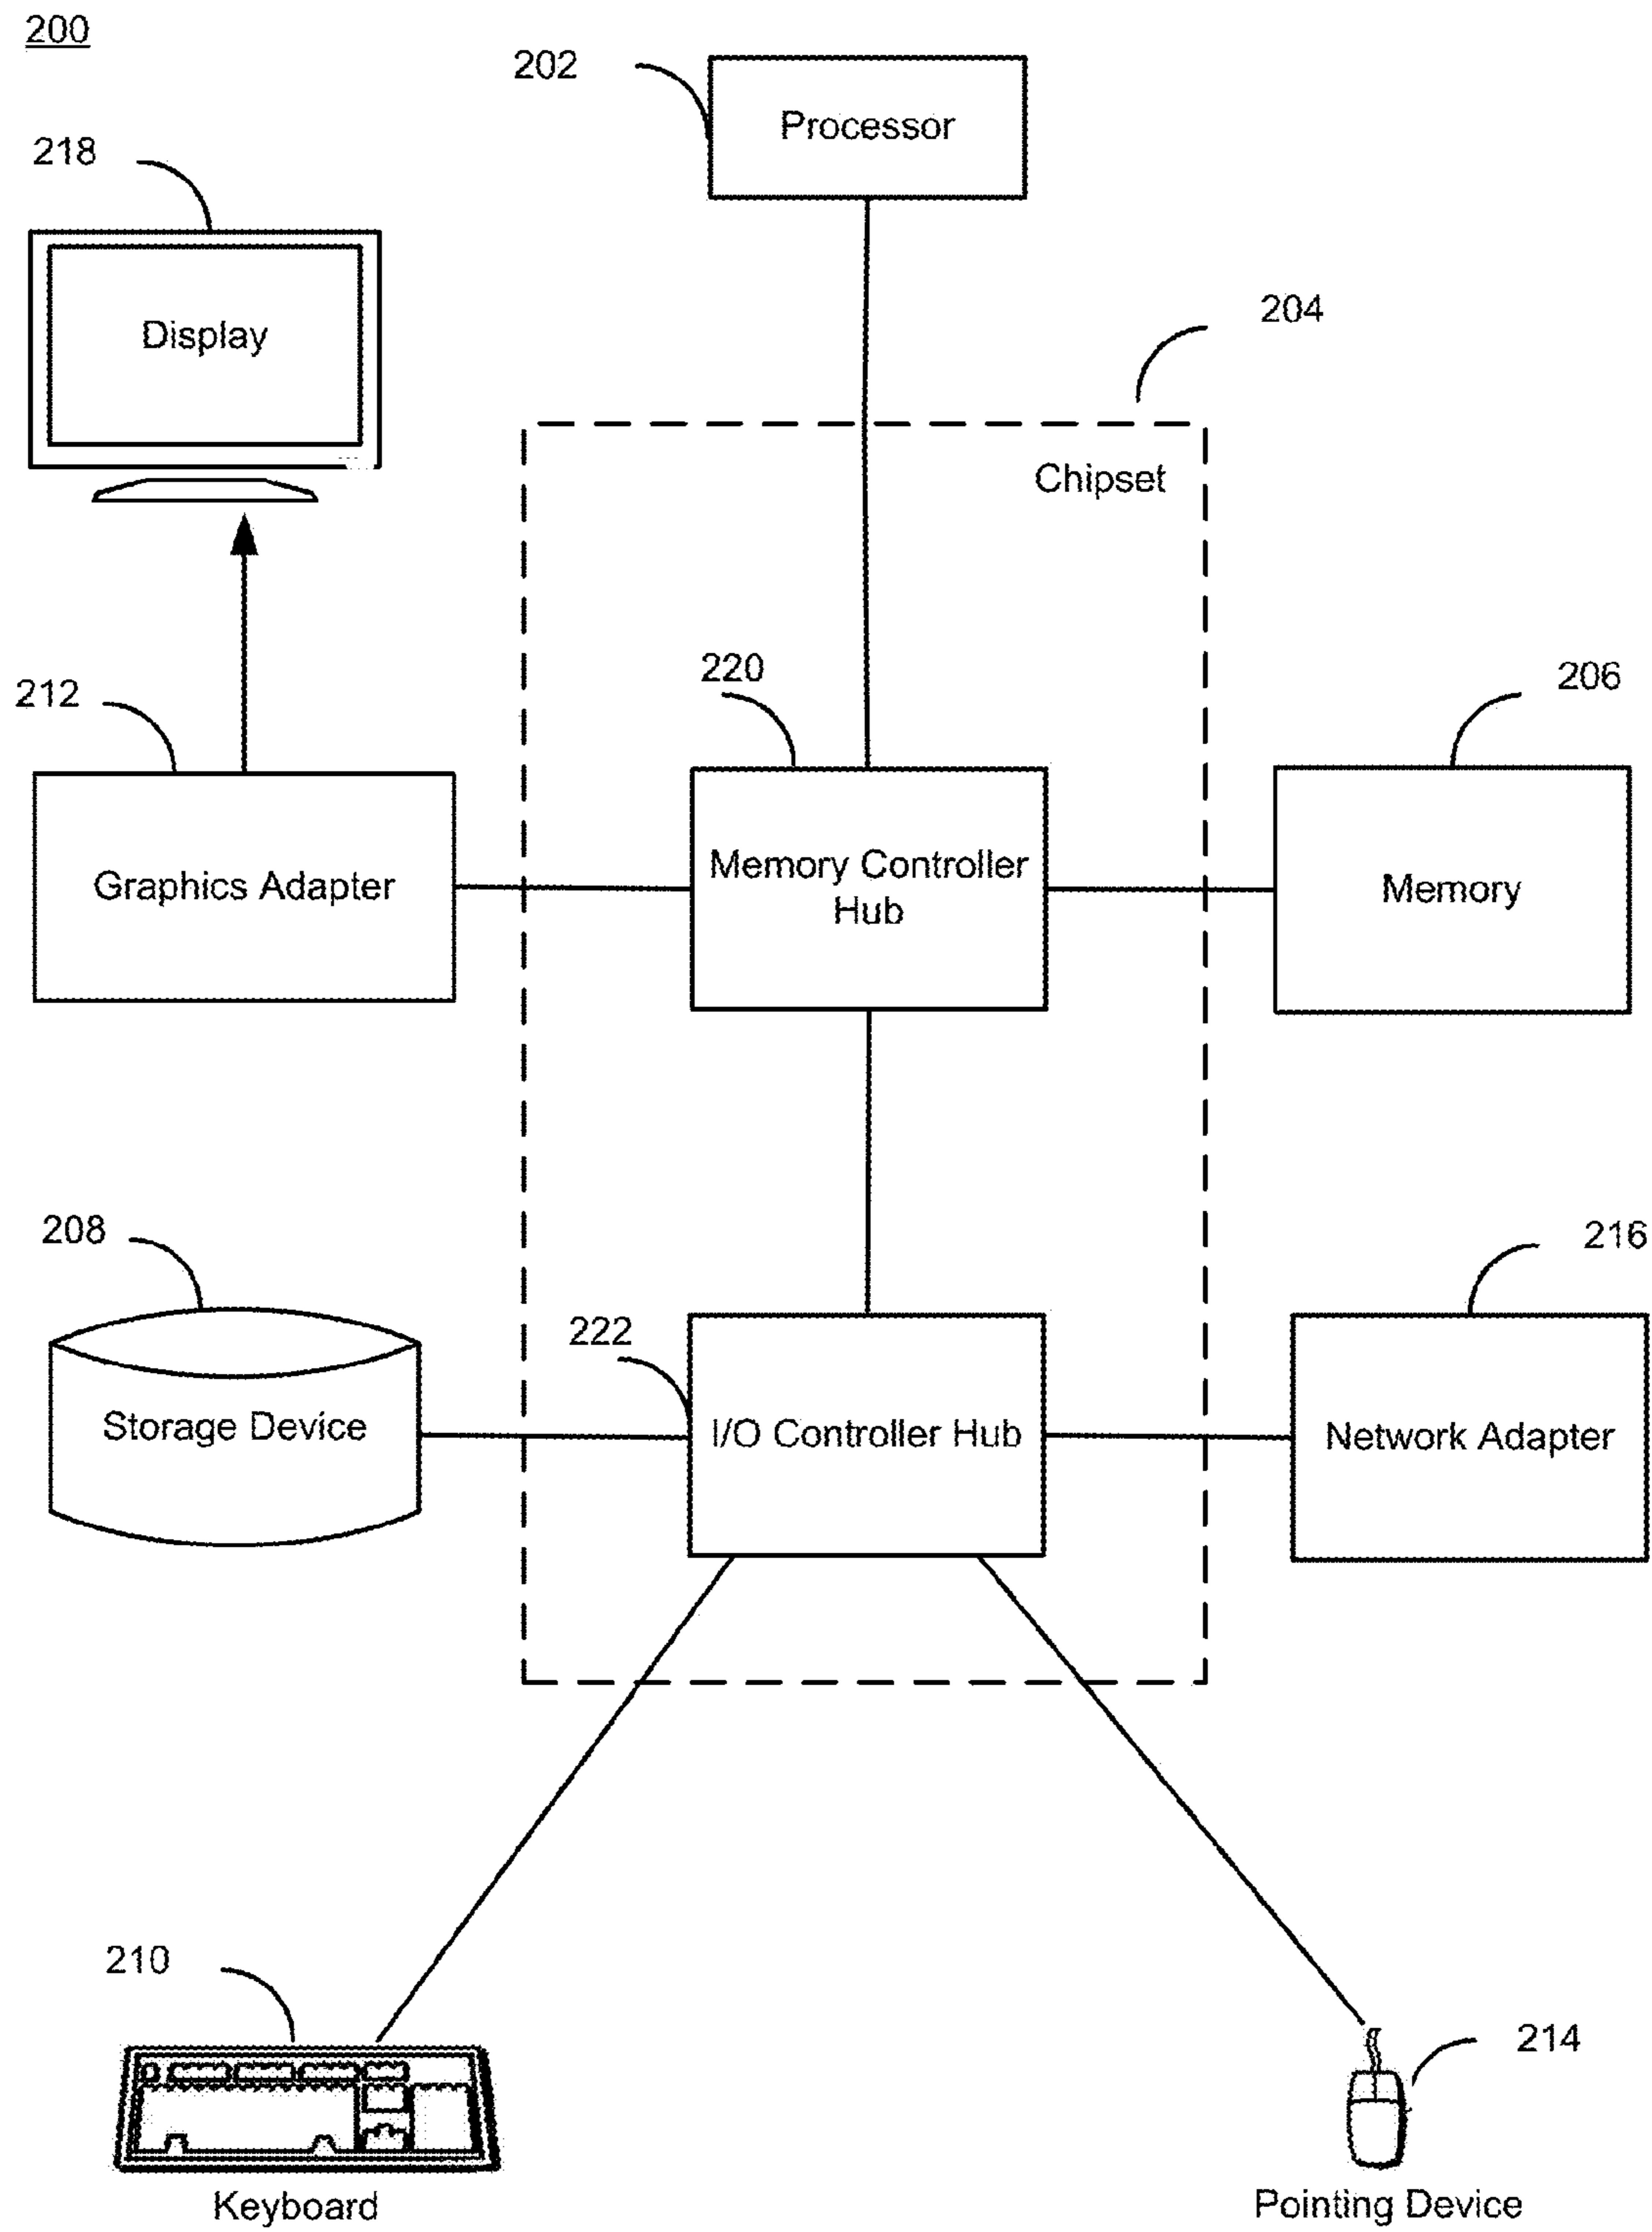 200
202
Processor
218
Display
204
Chipset
220
206
212
Memory Controller
Hub
Graphics Adapter
Memory
208
216
222
Storage Device
I/O Controller Hub
Network Adapter
210
214
Keyboard
Pointing Device